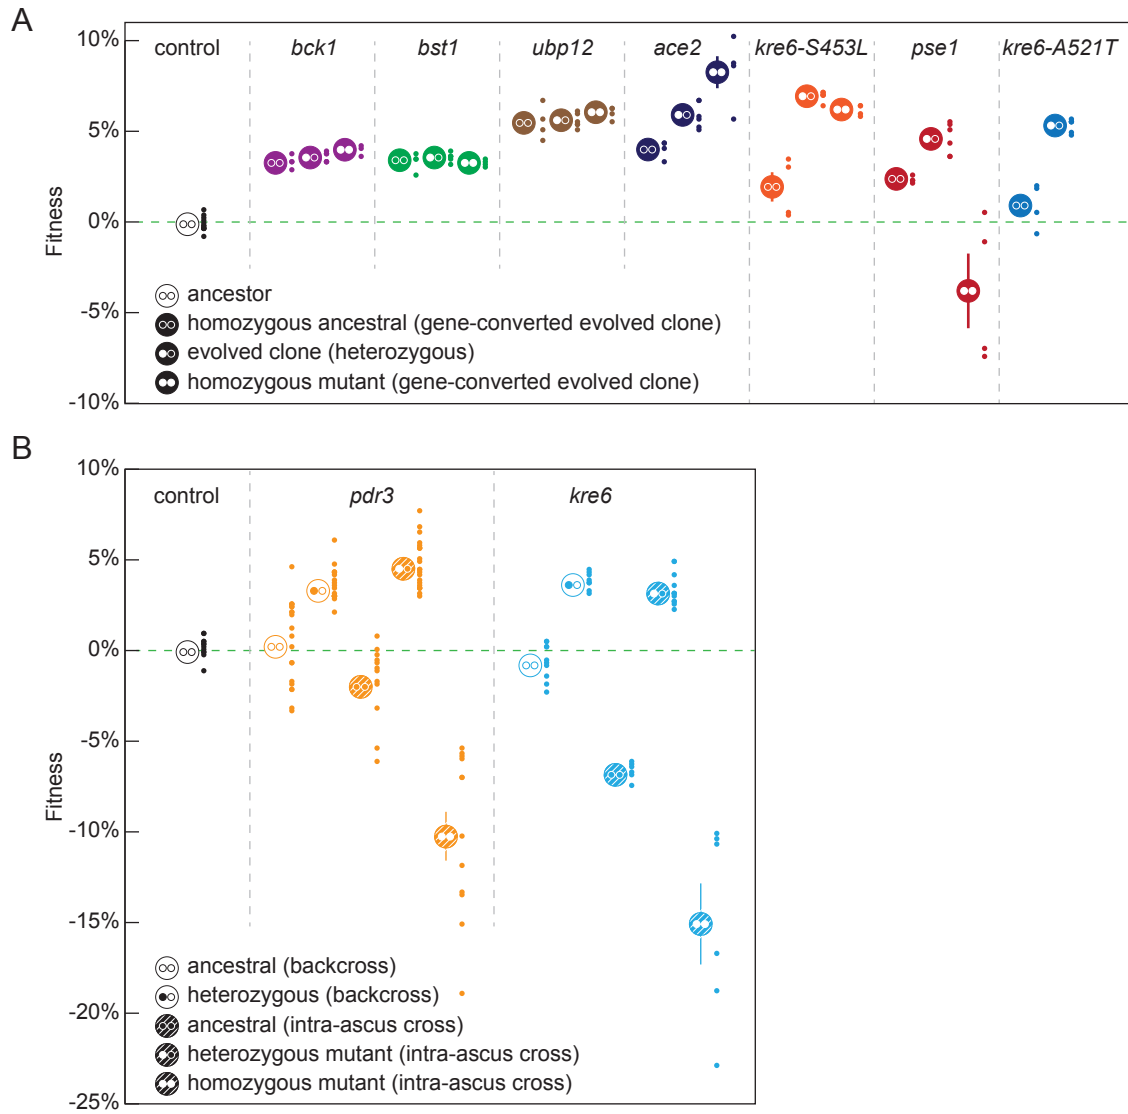 A
10%
control
bck1
bst1
ubp12
ace2
kre6-S453L
pse1
kre6-A521T
5%
0%
Fitness
ancestor
-5%
homozygous ancestral (gene-converted evolved clone)
evolved clone (heterozygous)
homozygous mutant (gene-converted evolved clone)
-10%
B
10%
control
pdr3
kre6
5%
0%
-5%
Fitness
-10%
-15%
ancestral (backcross)
heterozygous (backcross)
-20%
ancestral (intra-ascus cross)
heterozygous mutant (intra-ascus cross)
homozygous mutant (intra-ascus cross)
-25%